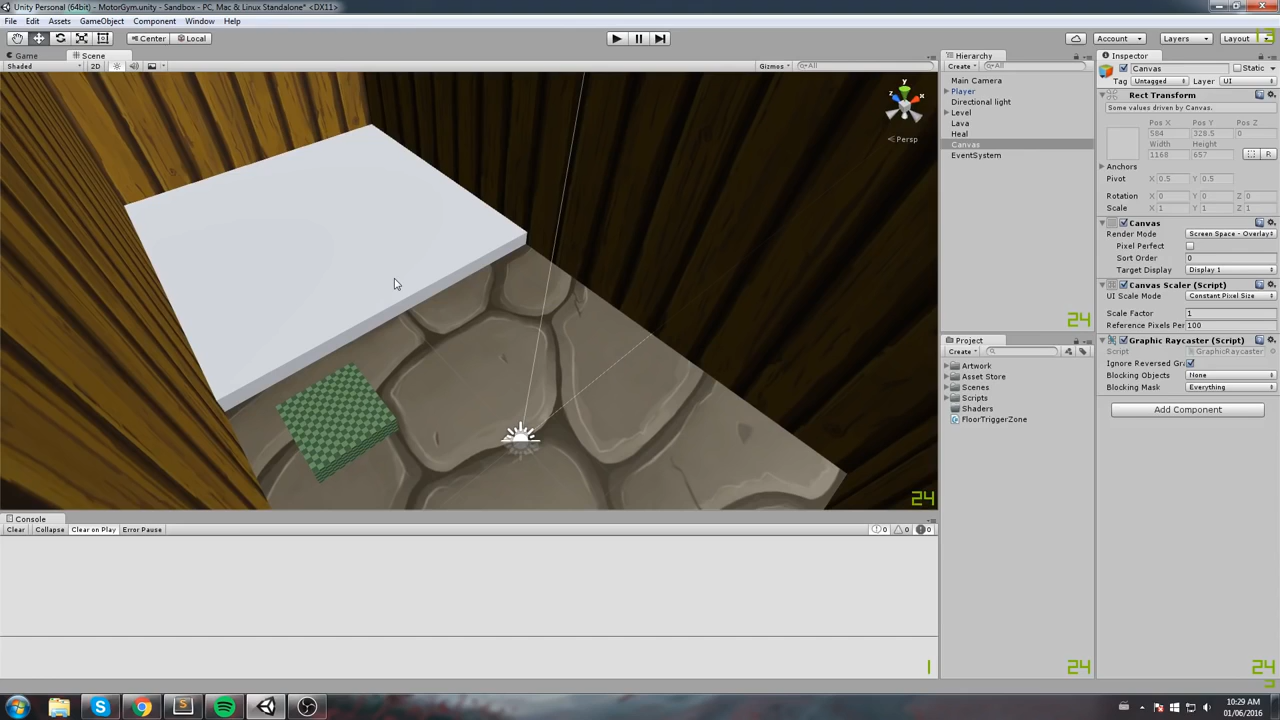 Unity Personal (64bit) - MotorGym.unity - Sandbox - PC, Mac & Linux Standalone* <DX11>
File Edit Assets GameObject Component Window Help
Center Local Account Layers Layout
13
Game Scene
Shaded 2D Gizmos All
y
z x
Persp
24
Hierarchy
Create All
Main Camera
Player
Directional light
Level
Lava
Heal
Canvas
EventSystem
24
Project
Create
Artwork
Asset Store
Scenes
Scripts
Shaders
FloorTriggerZone
24
Inspector
Canvas Static
Tag Untagged Layer UI
Rect Transform
Some values driven by Canvas.
Pos X Pos Y Pos Z
584 328.5 0
Width Height
1168 657 R
Anchors
Pivot X 0.5 Y 0.5
Rotation X 0 Y 0 Z 0
Scale X 1 Y 1 Z 1
Canvas
Render Mode Screen Space - Overlay
Pixel Perfect
Sort Order 0
Target Display Display 1
Canvas Scaler (Script)
UI Scale Mode Constant Pixel Size
Scale Factor 1
Reference Pixels Per 100
Graphic Raycaster (Script)
Script GraphicRaycaster
Ignore Reversed Gra
Blocking Objects None
Blocking Mask Everything
Add Component
24
Console
Clear Collapse Clear on Play Error Pause 0 0 0
1
10:29 AM
01/06/2016